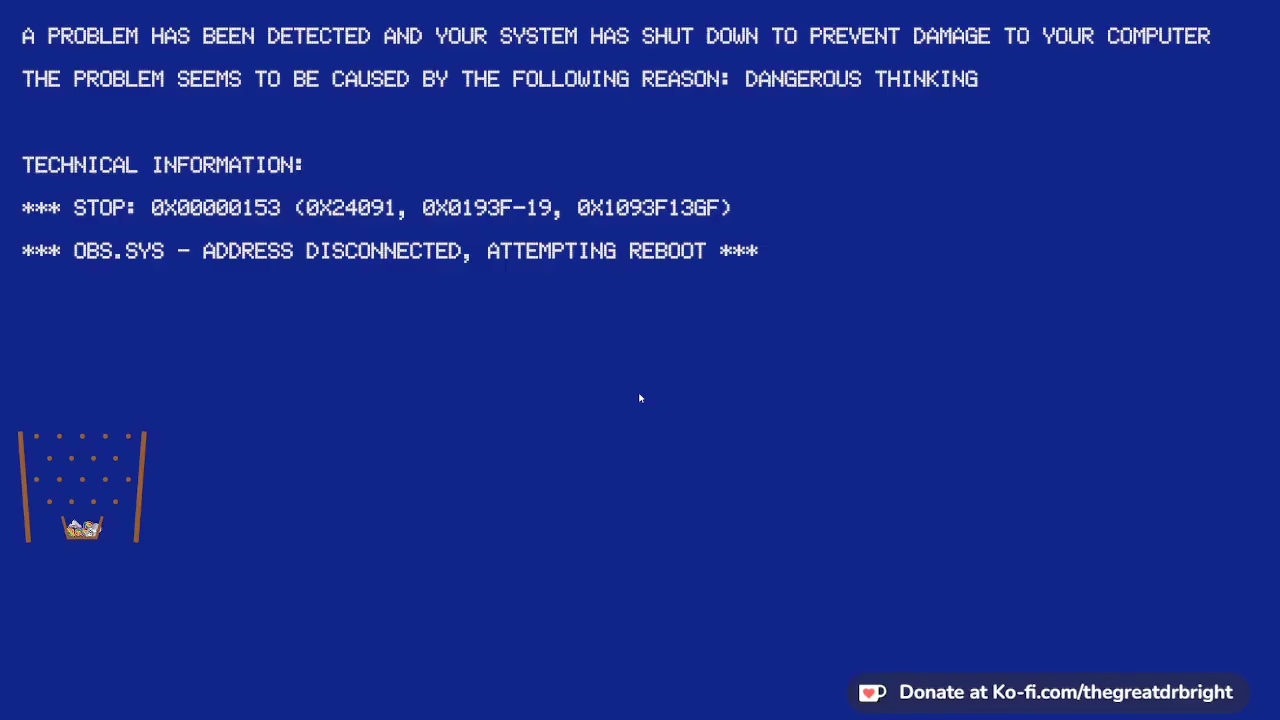 A PROBLEM HAS BEEN DETECTED AND YOUR SYSTEM HAS SHUT DOWN TO PREVENT DAMAGE TO YOUR COMPUTER
THE PROBLEM SEEMS TO BE CAUSED BY THE FOLLOWING REASON: DANGEROUS THINKING
TECHNICAL INFORMATION:
*** STOP: 0X00000153 (0X24091, 0X0193F-19, 0X1093F13GF)
*** OBS.SYS - ADDRESS DISCONNECTED, ATTEMPTING REBOOT ***
Donate at Ko-fi.com/thegreatdrbright